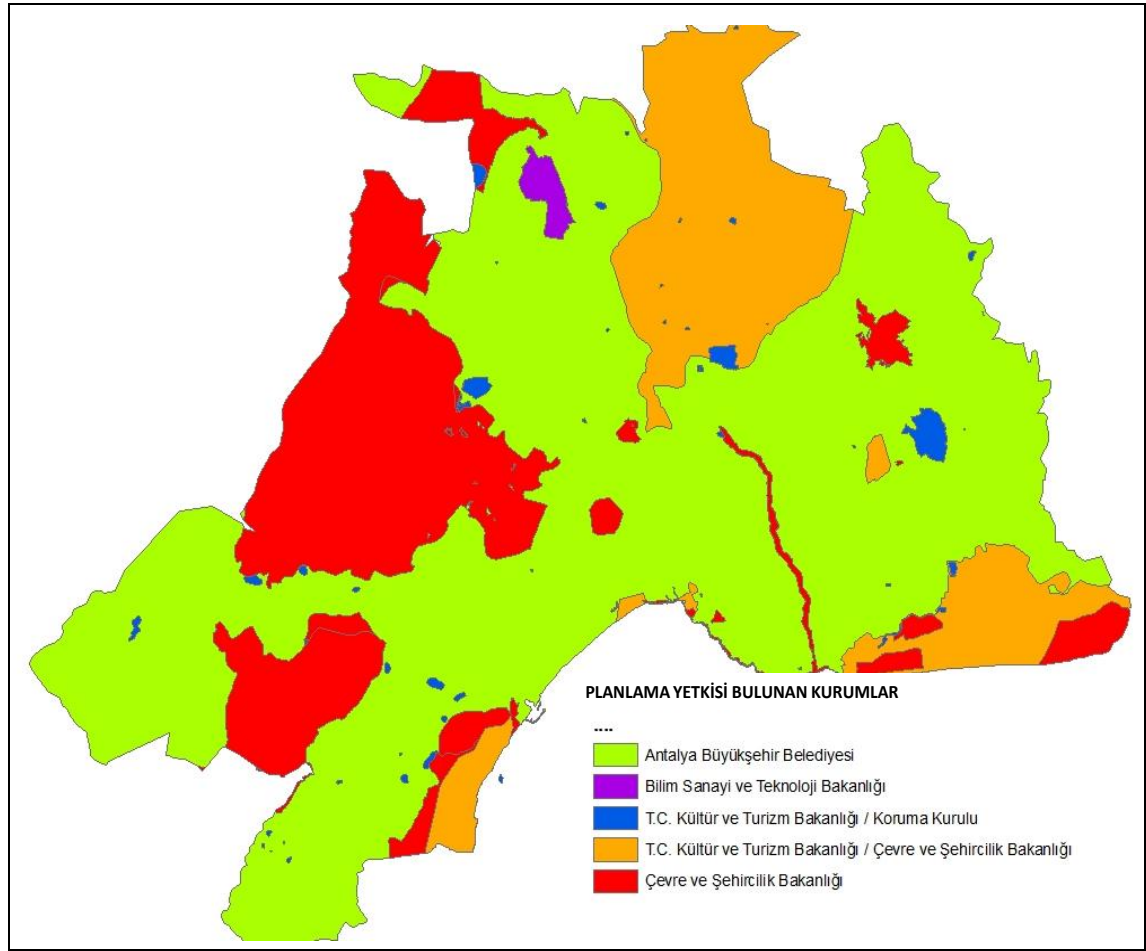 PLANLAMA YETKİSİ BULUNAN KURUMLAR
....
Antalya Büyükşehir Belediyesi
Bilim Sanayi ve Teknoloji Bakanlığı
T.C. Kültür ve Turizm Bakanlığı / Koruma Kurulu
T.C. Kültür ve Turizm Bakanlığı / Çevre ve Şehircilik Bakanlığı
Çevre ve Şehircilik Bakanlığı